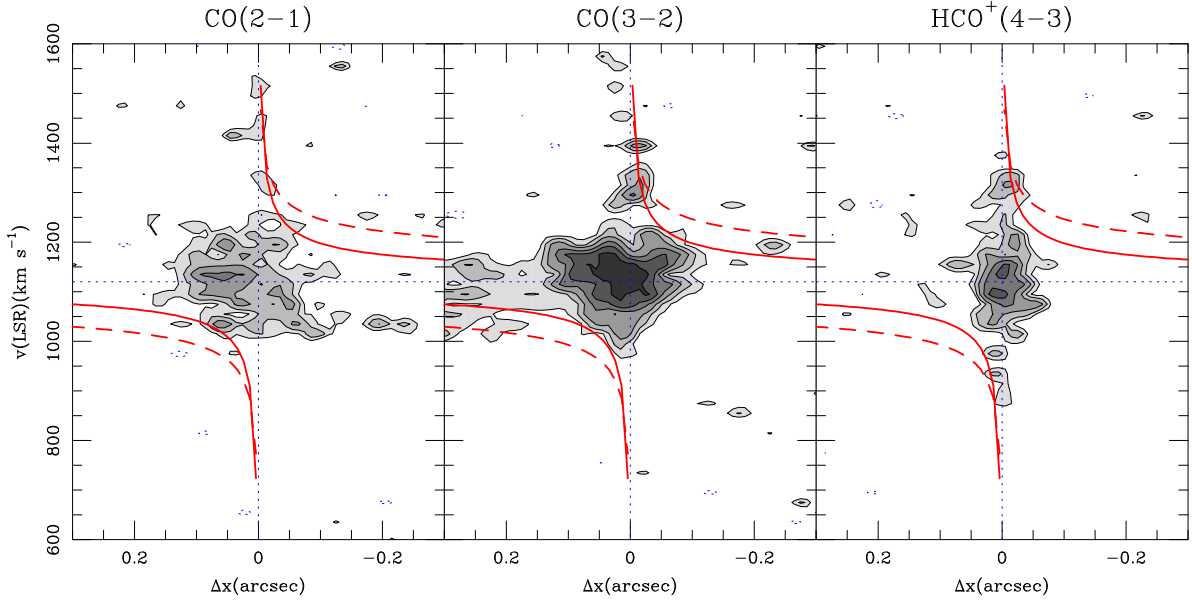 CO(2−1)
CO(3−2)
HCO+(4−3)
v(LSR)(km s−1)
1600
1400
1200
1000
800
600
0.2 0 −0.2
0.2 0 −0.2
0.2 0 −0.2
Δx(arcsec)
Δx(arcsec)
Δx(arcsec)